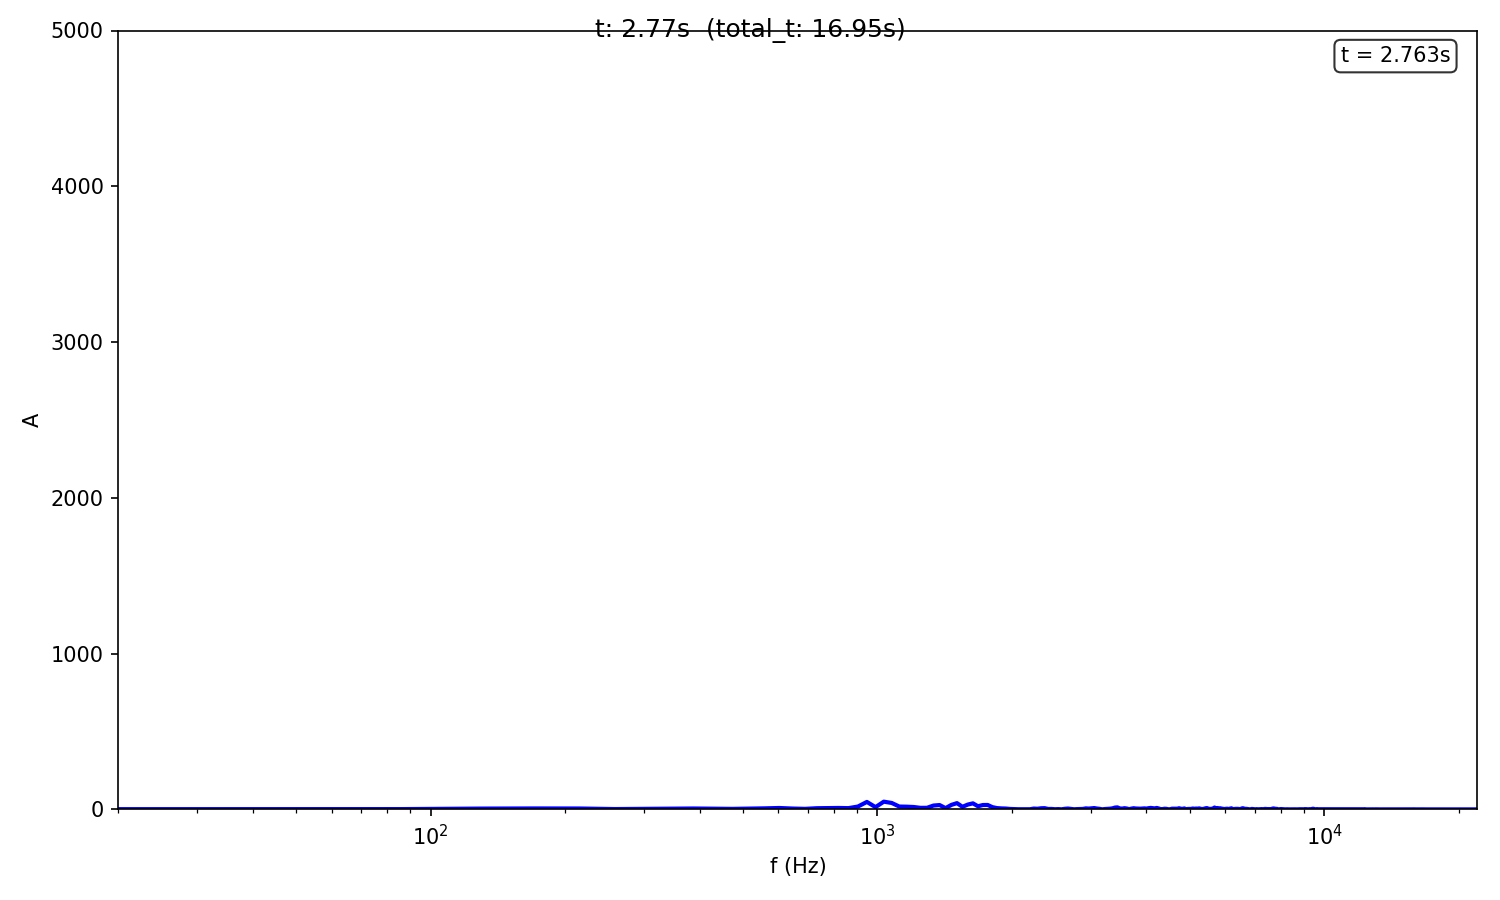 t: 2.77s  (total_t: 16.95s)
t = 2.763s
5000
4000
3000
2000
1000
0
A
10²
10³
10⁴
f (Hz)